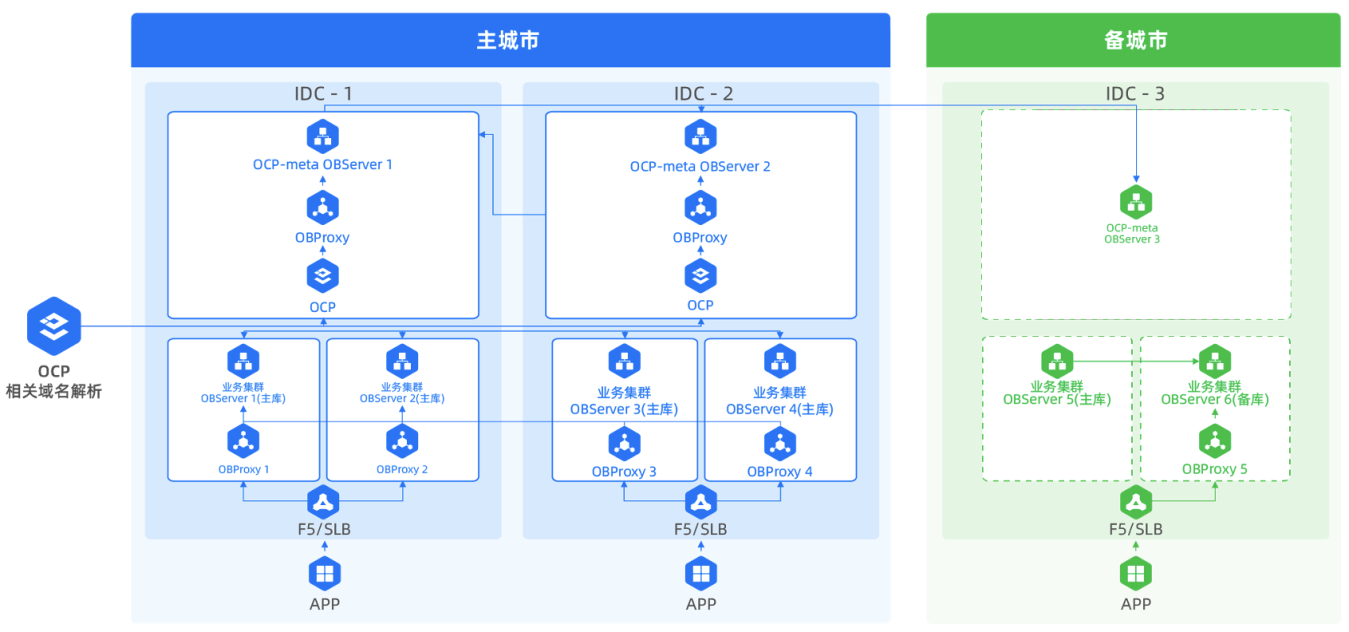 主城市
备城市
IDC - 1
IDC - 2
IDC - 3
OCP-meta OBServer 1
OBProxy
OCP
OCP-meta OBServer 2
OBProxy
OCP
OCP-meta
OBServer 3
OCP
相关域名解析
业务集群
OBServer 1(主库)
OBProxy 1
业务集群
OBServer 2(主库)
OBProxy 2
业务集群
OBServer 3(主库)
OBProxy 3
业务集群
OBServer 4(主库)
OBProxy 4
业务集群
OBServer 5(主库)
业务集群
OBServer 6(备库)
OBProxy 5
F5/SLB
F5/SLB
F5/SLB
APP
APP
APP